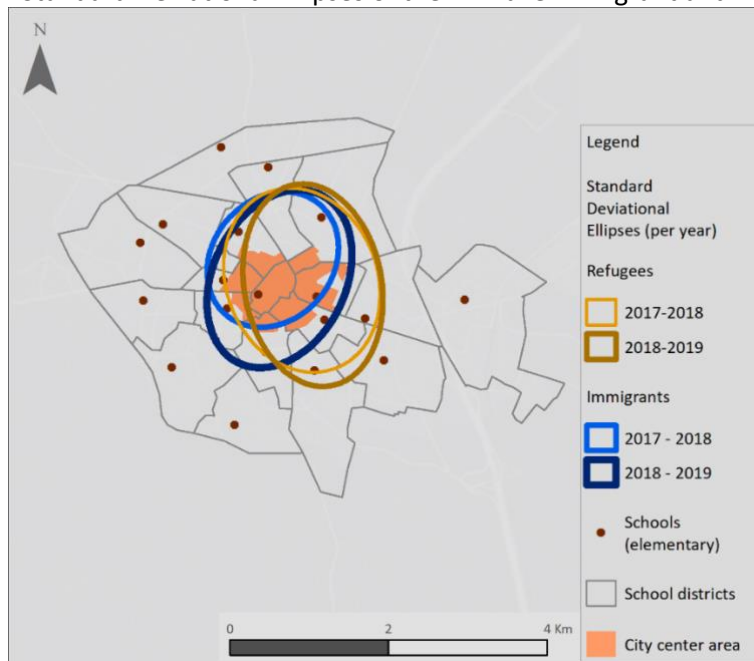 N
Legend
Standard
Deviational
Ellipses (per year)
Refugees
2017-2018
2018-2019
Immigrants
2017 - 2018
2018 - 2019
Schools
(elementary)
School districts
City center area
0 2 4 Km